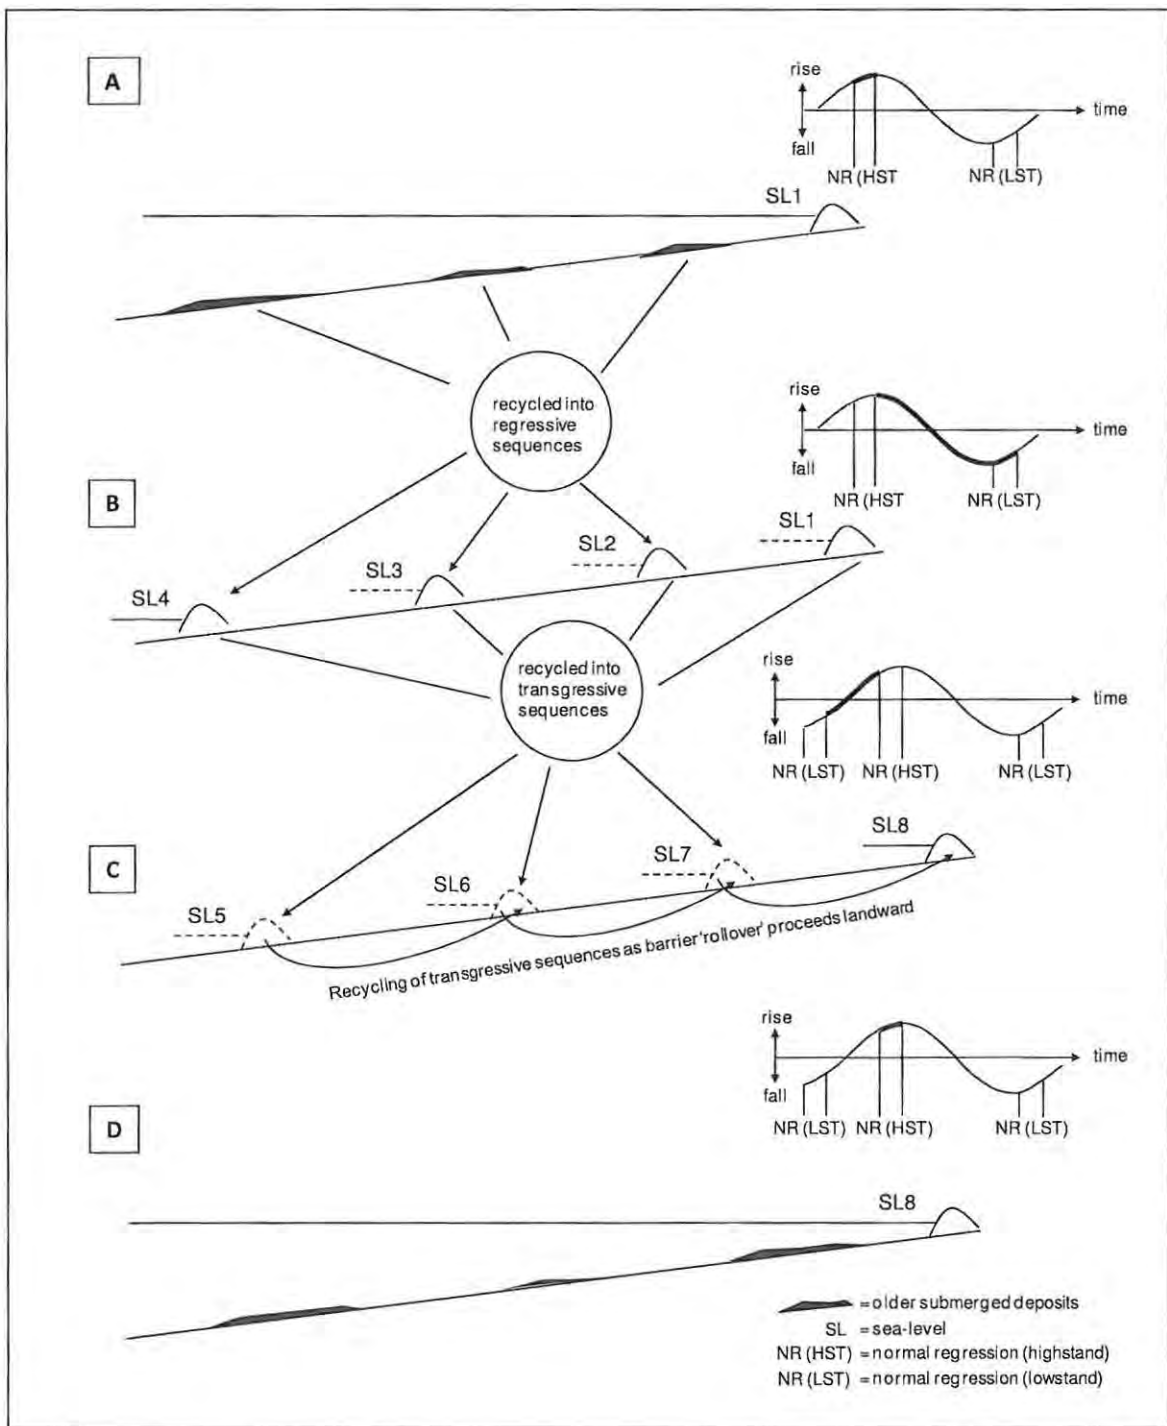 A
rise
time
fall
NR (HST
NR (LST)
SL1
recycled into
regressive
sequences
rise
time
fall
NR (HST
NR (LST)
B
SL1
SL2
SL3
SL4
recycled into
transgressive
sequences
rise
time
fall
NR (LST)
NR (HST)
NR (LST)
C
SL8
SL7
SL6
SL5
Recycling of transgressive sequences as barrier 'rollover' proceeds landward
rise
time
fall
NR (LST)
NR (HST)
NR (LST)
D
SL8
= older submerged deposits
SL = sea-level
NR (HST) = normal regression (highstand)
NR (LST) = normal regression (lowstand)